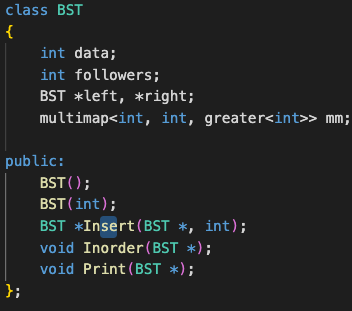 class BST
{
    int data;
    int followers;
    BST *left, *right;
    multimap<int, int, greater<int>> mm;
public:
    BST();
    BST(int);
    BST *Insert(BST *, int);
    void Inorder(BST *);
    void Print(BST *);
};